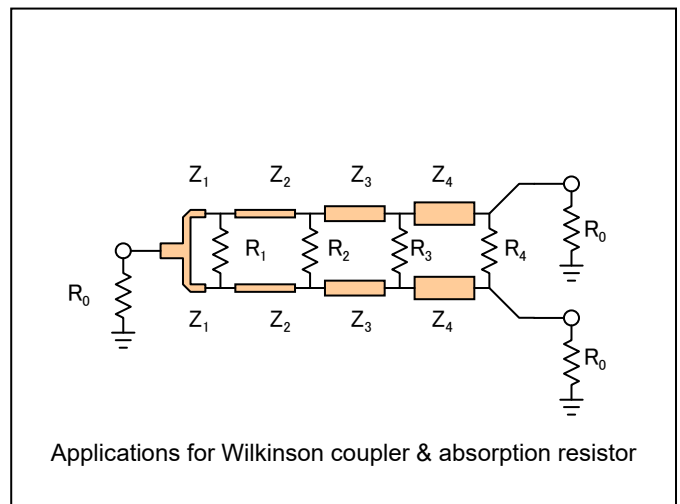 Z1 Z2 Z3 Z4
R0
R1 R2 R3 R4
R0
Z1 Z2 Z3 Z4
R0
Applications for Wilkinson coupler & absorption resistor